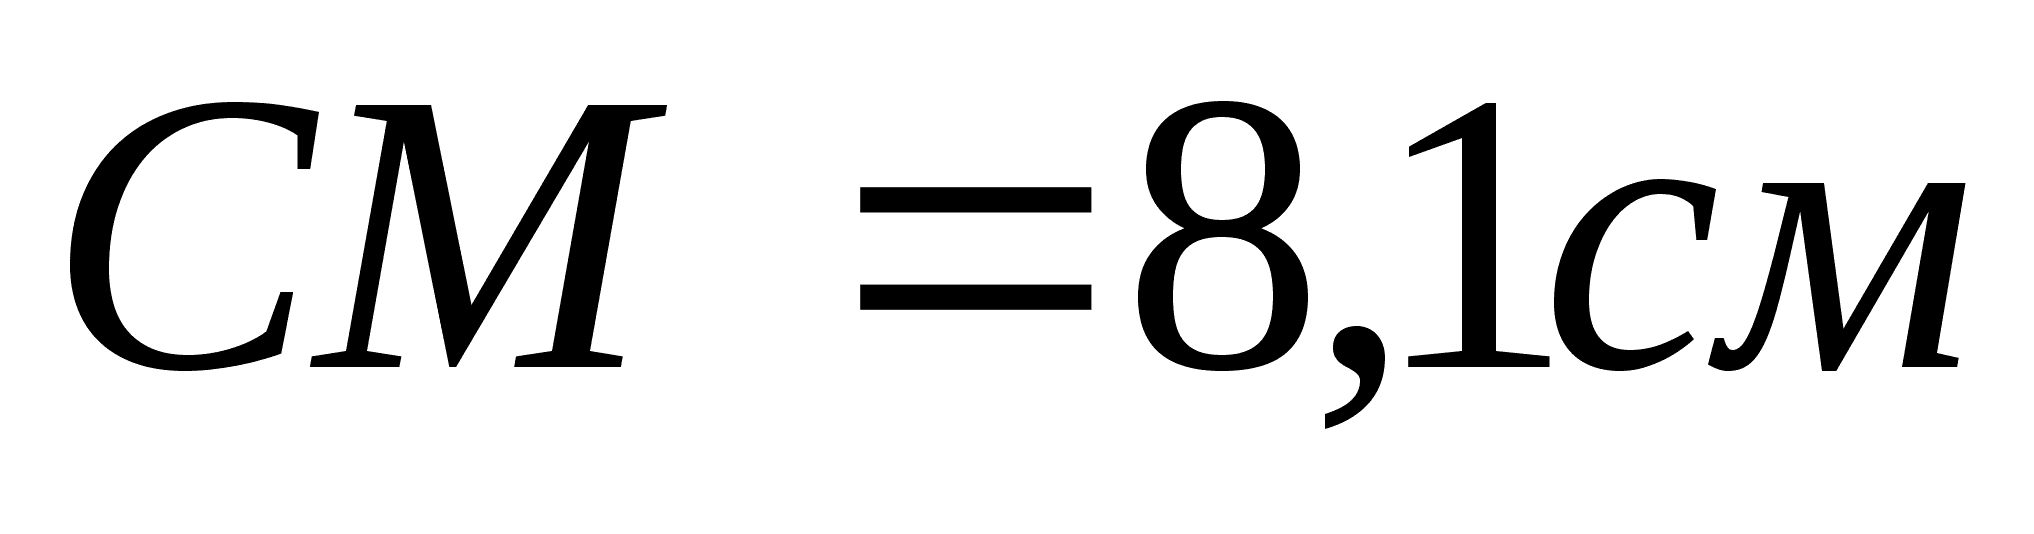 CM = 8,1см